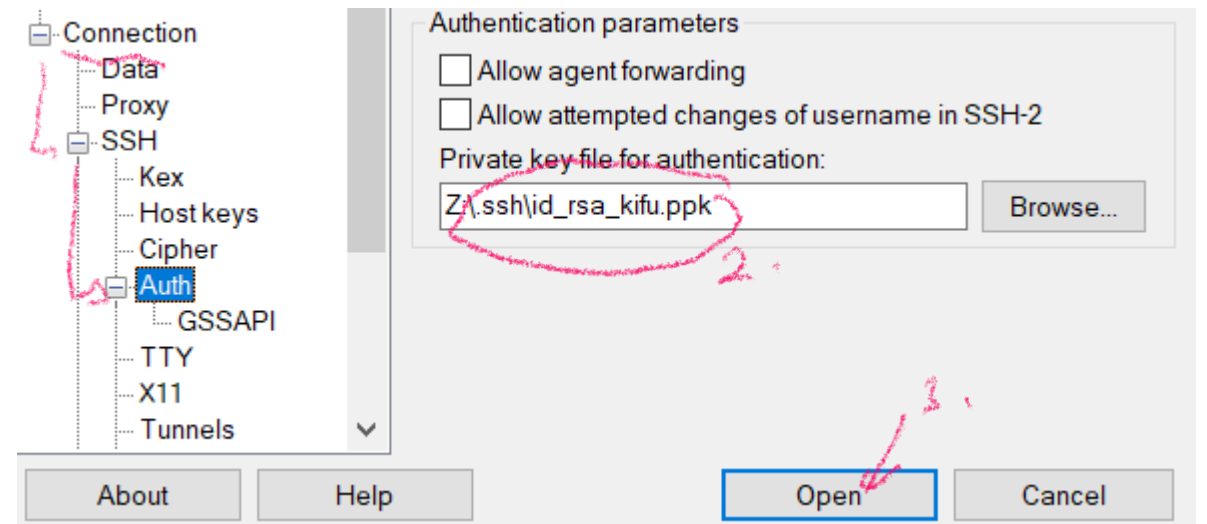 Connection
Data
Proxy
SSH
Kex
Host keys
Cipher
Auth
GSSAPI
TTY
X11
Tunnels
Authentication parameters
Allow agent forwarding
Allow attempted changes of username in SSH-2
Private key file for authentication:
Z:\.ssh\id_rsa_kifu.ppk
Browse...
2.
3.
About
Help
Open
Cancel